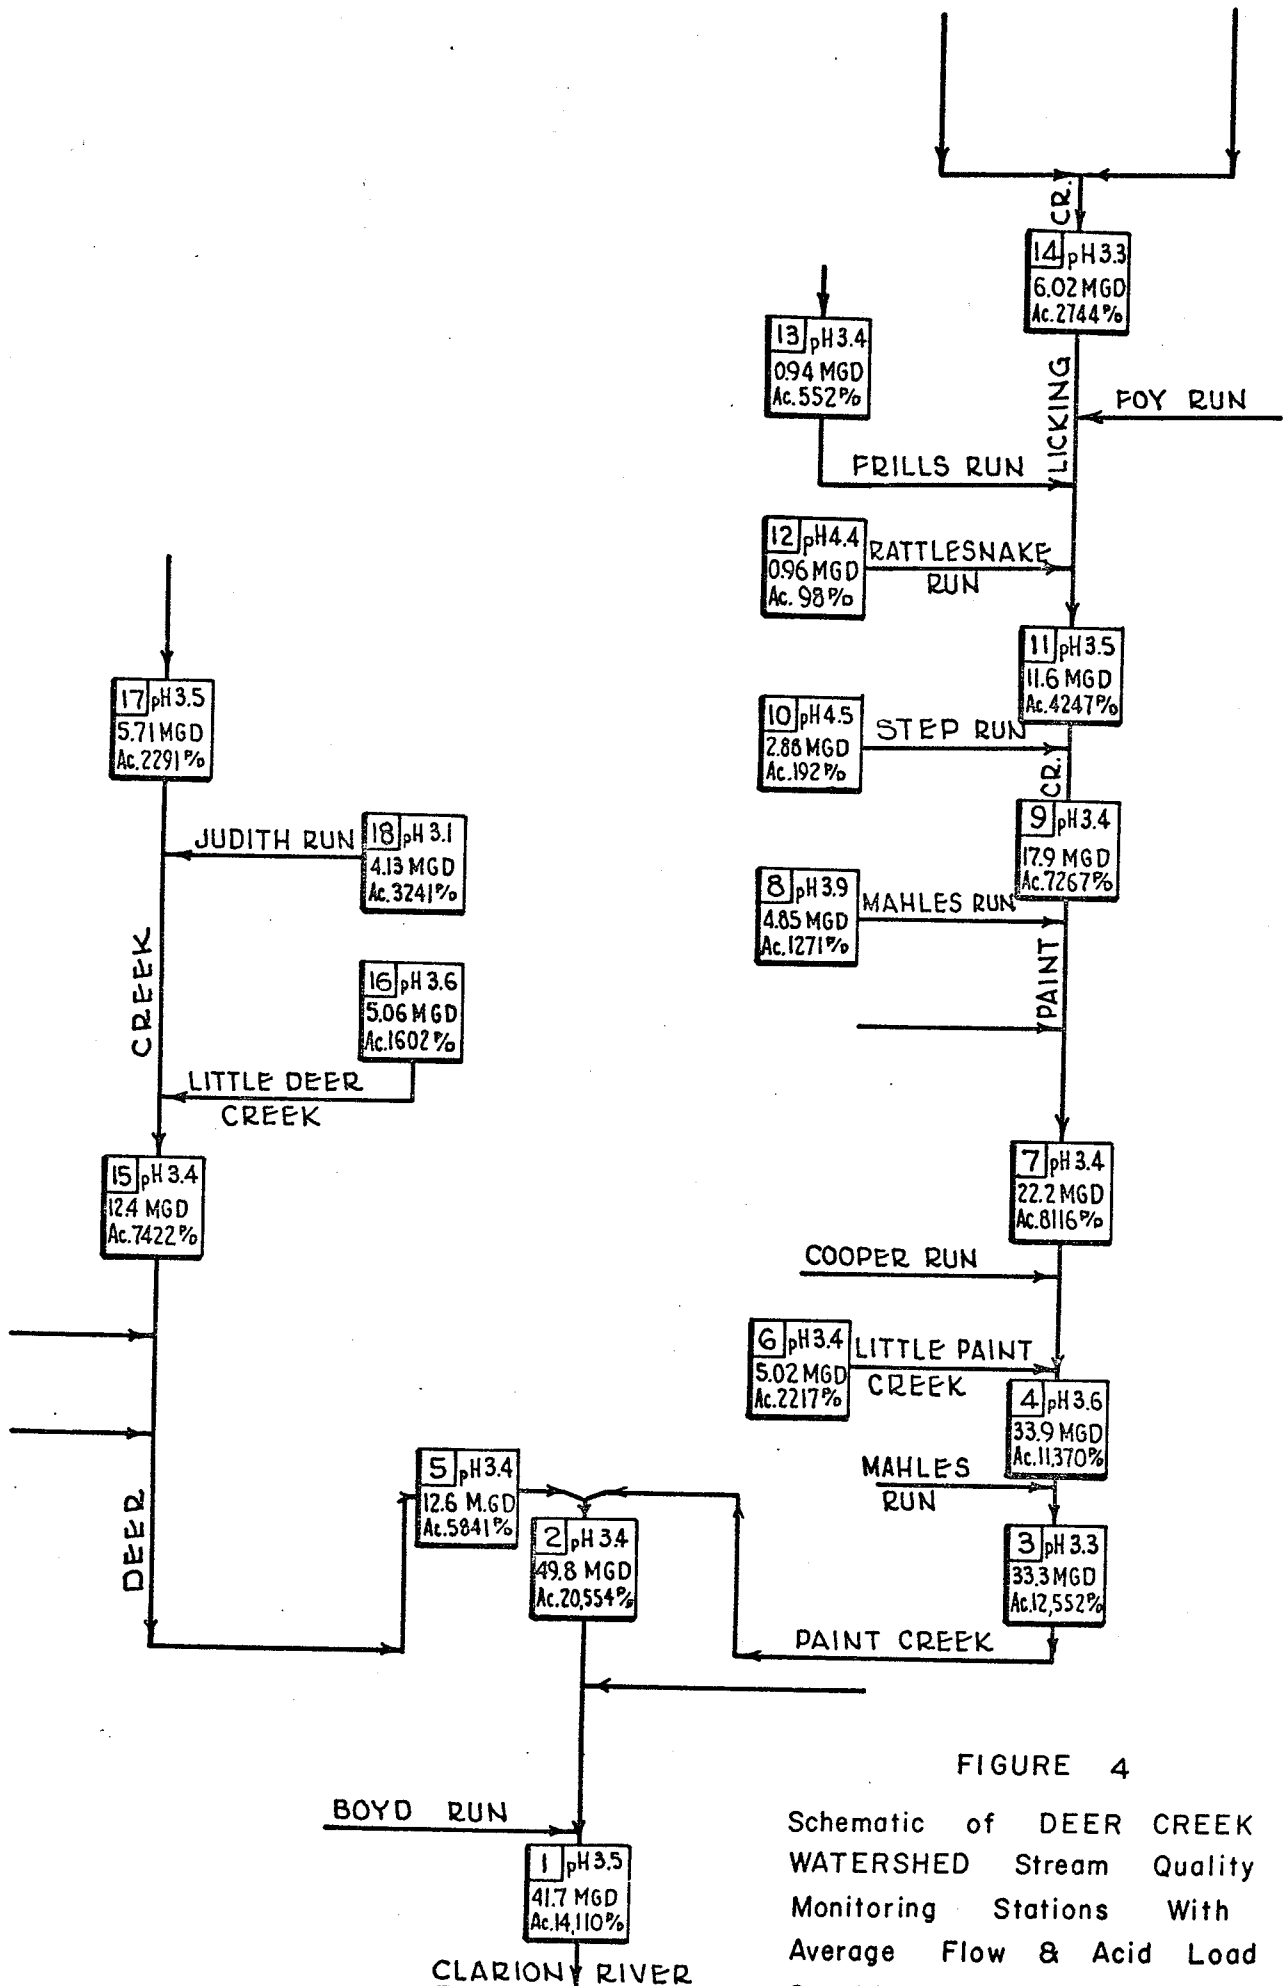 CR.
14 pH 3.3
6.02 MGD
Ac. 2744 P/D
13 pH 3.4
0.94 MGD
Ac. 552 P/D
LICKING
FOY RUN
FRILLS RUN
12 pH 4.4
0.96 MGD
Ac. 98 P/D
RATTLESNAKE
RUN
11 pH 3.5
11.6 MGD
Ac. 4247 P/D
17 pH 3.5
5.71 MGD
Ac. 2291 P/D
10 pH 4.5
2.88 MGD
Ac. 192 P/D
STEP RUN
CR.
9 pH 3.4
17.9 MGD
Ac. 7267 P/D
JUDITH RUN
18 pH 3.1
4.13 MGD
Ac. 3241 P/D
8 pH 3.9
4.85 MGD
Ac. 1271 P/D
MAHLES RUN
PAINT
CREEK
16 pH 3.6
5.06 MGD
Ac. 1602 P/D
LITTLE DEER
CREEK
15 pH 3.4
12.4 MGD
Ac. 7422 P/D
7 pH 3.4
22.2 MGD
Ac. 8116 P/D
COOPER RUN
6 pH 3.4
5.02 MGD
Ac. 2217 P/D
LITTLE PAINT
CREEK
4 pH 3.6
33.9 MGD
Ac. 11,370 P/D
MAHLES
RUN
DEER
5 pH 3.4
12.6 M.GD
Ac. 5841 P/D
2 pH 3.4
49.8 MGD
Ac. 20,554 P/D
3 pH 3.3
33.3 MGD
Ac. 12,552 P/D
PAINT CREEK
BOYD RUN
1 pH 3.5
41.7 MGD
Ac. 14,110 P/D
CLARION RIVER
FIGURE 4
Schematic of DEER CREEK
WATERSHED Stream Quality
Monitoring Stations With
Average Flow & Acid Load